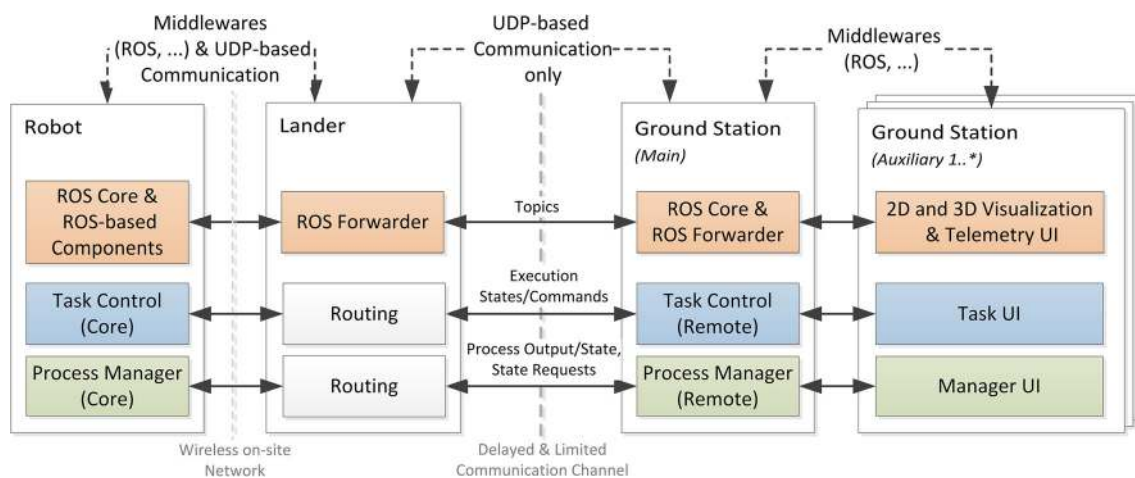 Middlewares
(ROS, ...) & UDP-based
Communication
UDP-based
Communication
only
Middlewares
(ROS, ...)
Robot
Lander
Ground Station
(Main)
Ground Station
(Auxiliary 1..*)
ROS Core &
ROS-based
Components
ROS Forwarder
Topics
ROS Core &
ROS Forwarder
2D and 3D Visualization
& Telemetry UI
Task Control
(Core)
Routing
Execution
States/Commands
Task Control
(Remote)
Task UI
Process Manager
(Core)
Routing
Process Output/State,
State Requests
Process Manager
(Remote)
Manager UI
Wireless on-site
Network
Delayed & Limited
Communication Channel